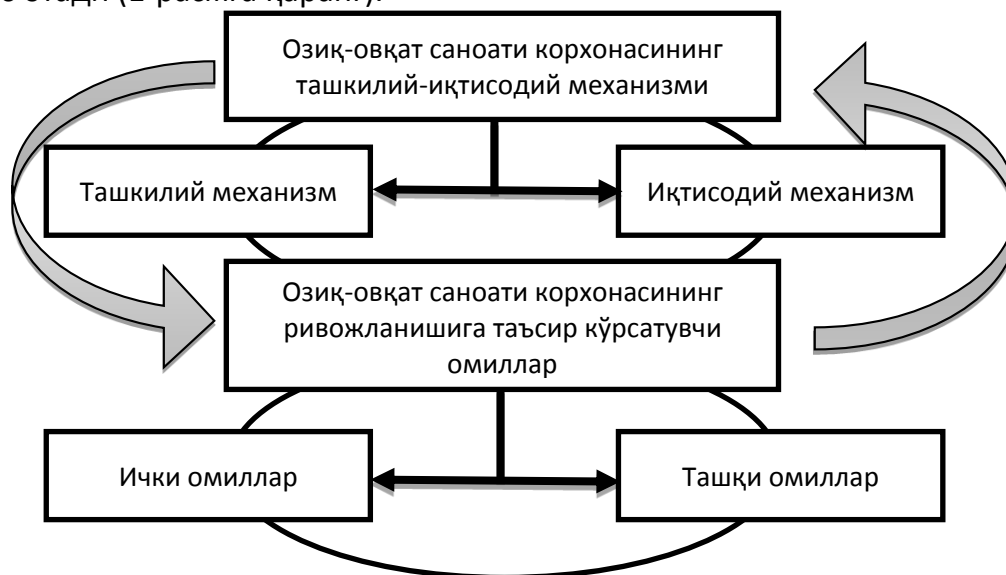 (1-расмга қаранг).
Озиқ-овқат саноати корхонасининг
ташкилий-иқтисодий механизми
Ташкилий механизм
Иқтисодий механизм
Озиқ-овқат саноати корхонасининг
ривожланишига таъсир кўрсатувчи
омиллар
Ички омиллар
Ташқи омиллар